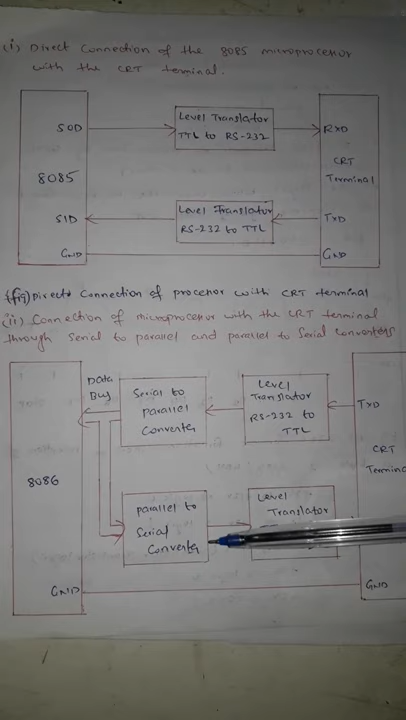 (i) Direct Connection of the 8085 microprocessor
with the CRT terminal.
SOD
Level Translator
TTL to RS-232
RXD
8085
CRT
Terminal
SID
Level Translator
RS-232 to TTL
TXD
GND
GND
(fig) Direct Connection of processor with CRT terminal
(ii) Connection of microprocessor with the CRT terminal
through Serial to parallel and parallel to Serial converters
Data
Bus
Serial to
parallel
Converter
Level
Translator
RS-232 to
TTL
TXD
8086
CRT
Terminal
parallel to
Serial
Converter
Level
Translator
GND
GND